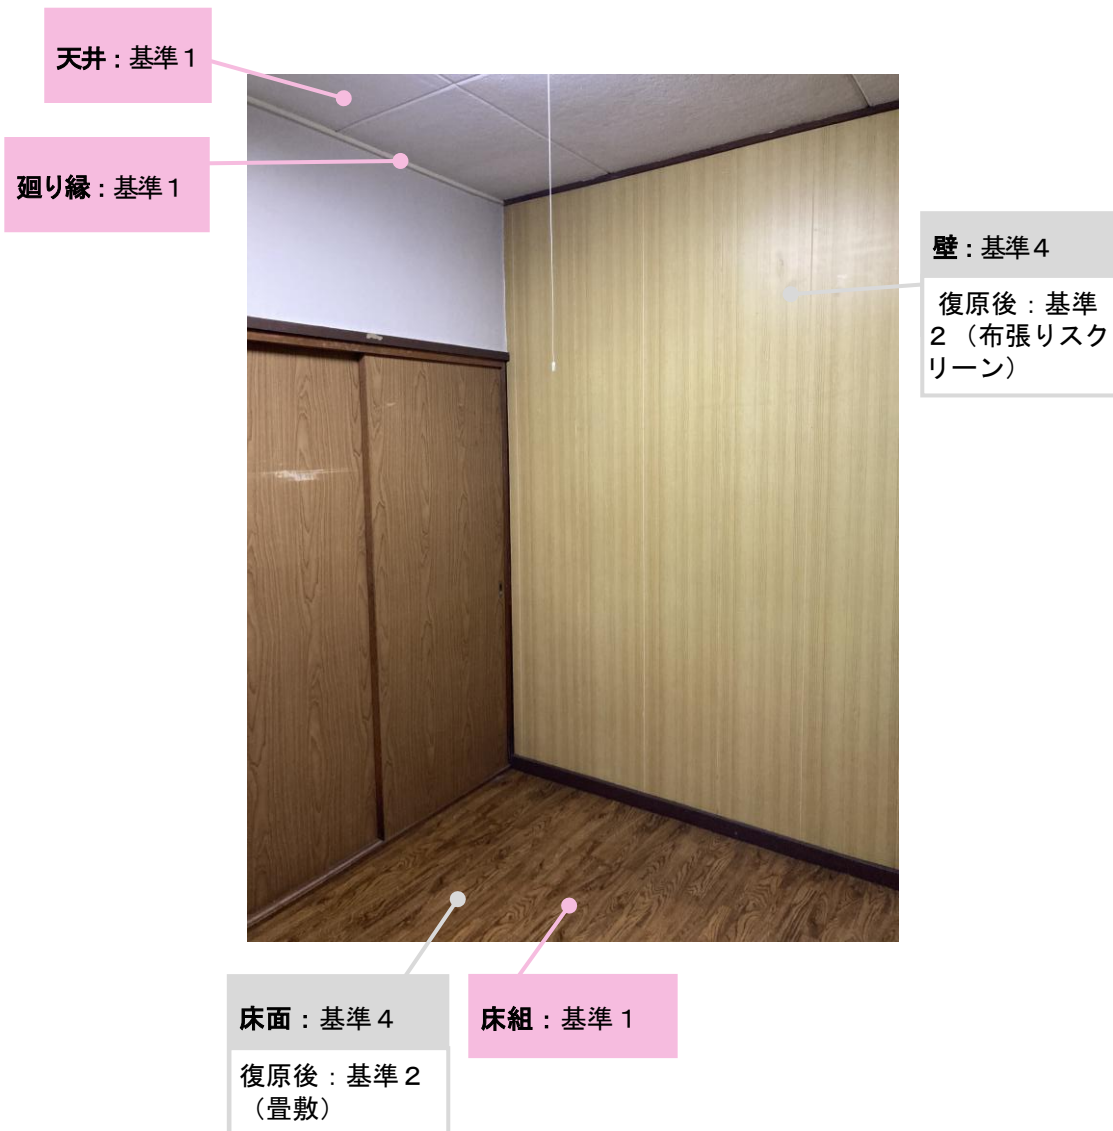 天井：基準１
廻り縁：基準１
壁：基準４
復原後：基準
２（布張りスク
リーン）
床面：基準４
復原後：基準２
（畳敷）
床組：基準１